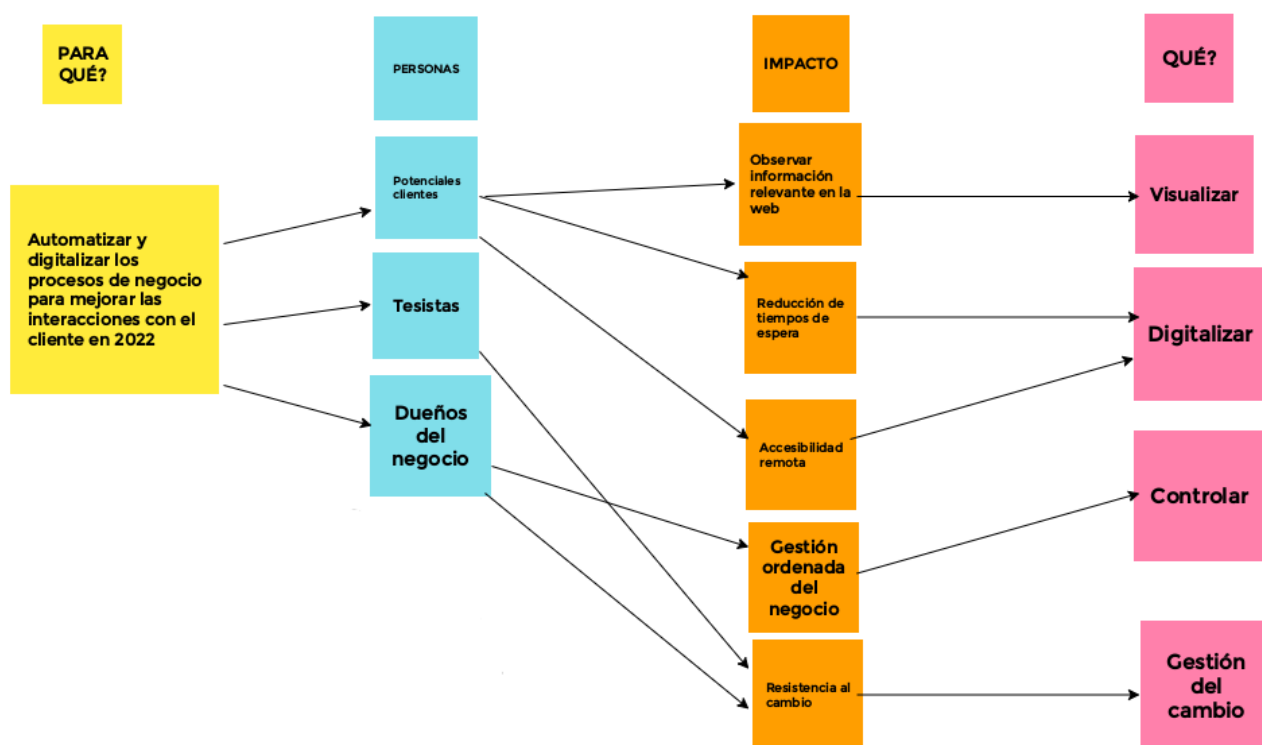 PARA
QUÉ?
PERSONAS
IMPACTO
QUÉ?
Automatizar y
digitalizar los
procesos de negocio
para mejorar las
interacciones con el
cliente en 2022
Potenciales
clientes
Tesistas
Dueños
del
negocio
Observar
información
relevante en la
web
Reducción de
tiempos de
espera
Accesibilidad
remota
Gestión
ordenada
del
negocio
Resistencia al
cambio
Visualizar
Digitalizar
Controlar
Gestión
del
cambio